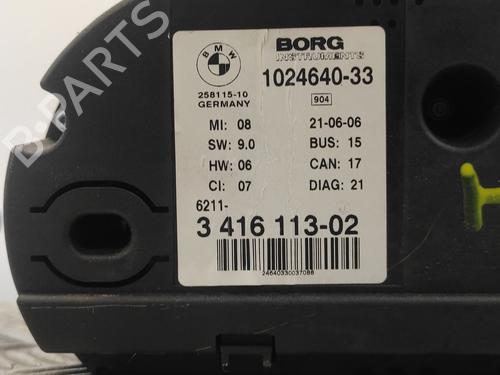 BMW
BORG
INSTRUMENTS
258115-10
GERMANY
1024640-33
904
MI: 08
21-06-06
SW: 9.0
BUS: 15
HW: 06
CAN: 17
CI: 07
DIAG: 21
6211-
3 416 113-02
24640330037088
B-PARTS